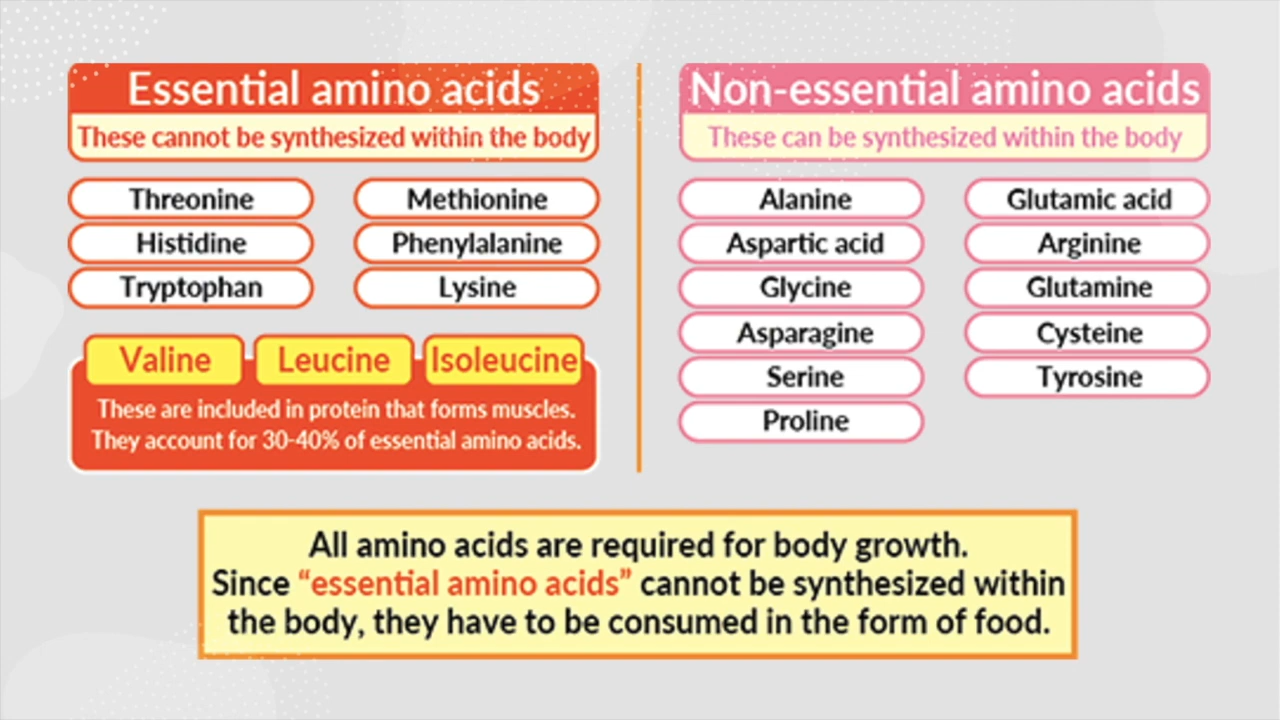 Essential amino acids
These cannot be synthesized within the body
Threonine
Methionine
Histidine
Phenylalanine
Tryptophan
Lysine
Valine
Leucine
Isoleucine
These are included in protein that forms muscles.
They account for 30-40% of essential amino acids.
Non-essential amino acids
These can be synthesized within the body
Alanine
Glutamic acid
Aspartic acid
Arginine
Glycine
Glutamine
Asparagine
Cysteine
Serine
Tyrosine
Proline
All amino acids are required for body growth.
Since “essential amino acids” cannot be synthesized within
the body, they have to be consumed in the form of food.